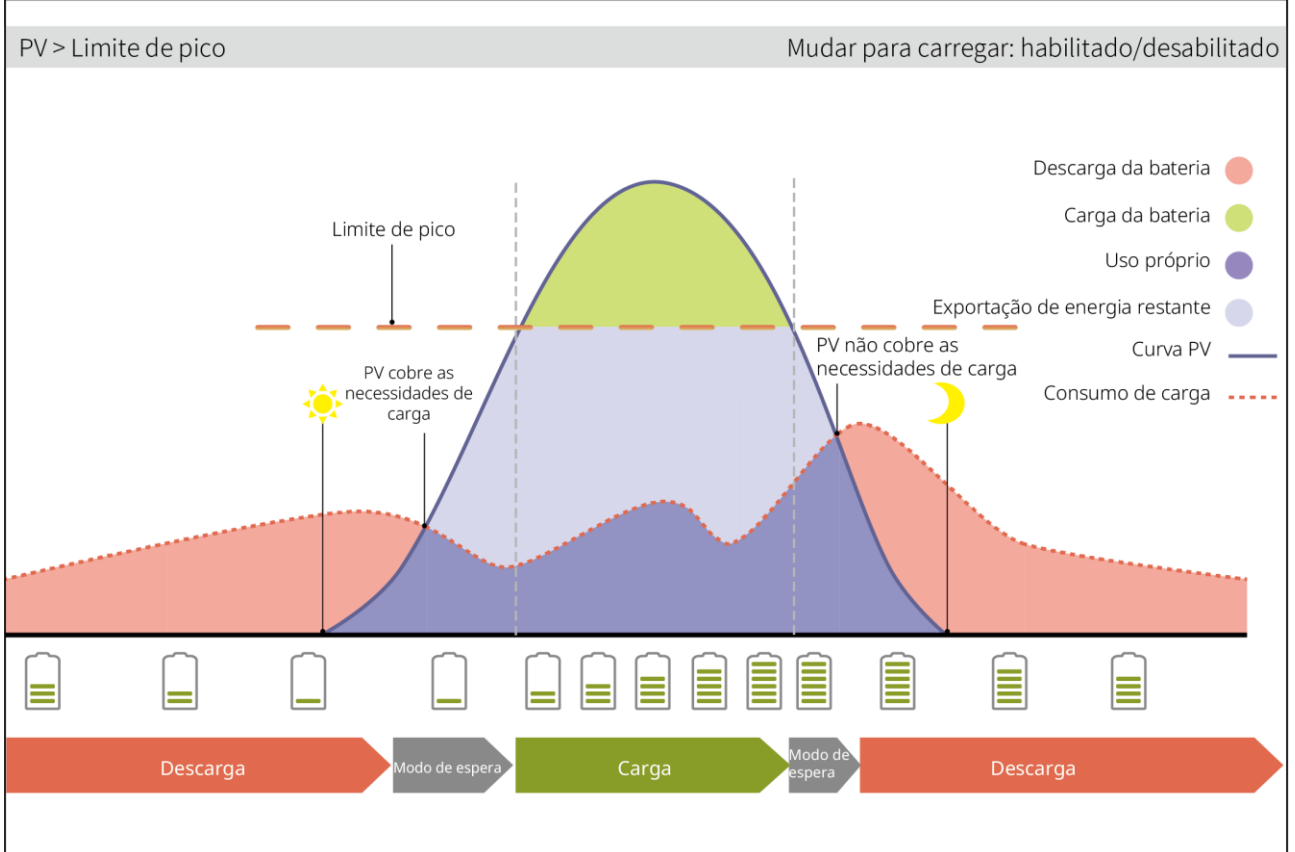 PV > Limite de pico
Mudar para carregar: habilitado/desabilitado
Descarga da bateria
Carga da bateria
Uso próprio
Exportação de energia restante
Curva PV
Consumo de carga
Limite de pico
PV cobre as
necessidades de
carga
PV não cobre as
necessidades de carga
Descarga
Modo de espera
Carga
Modo de
espera
Descarga